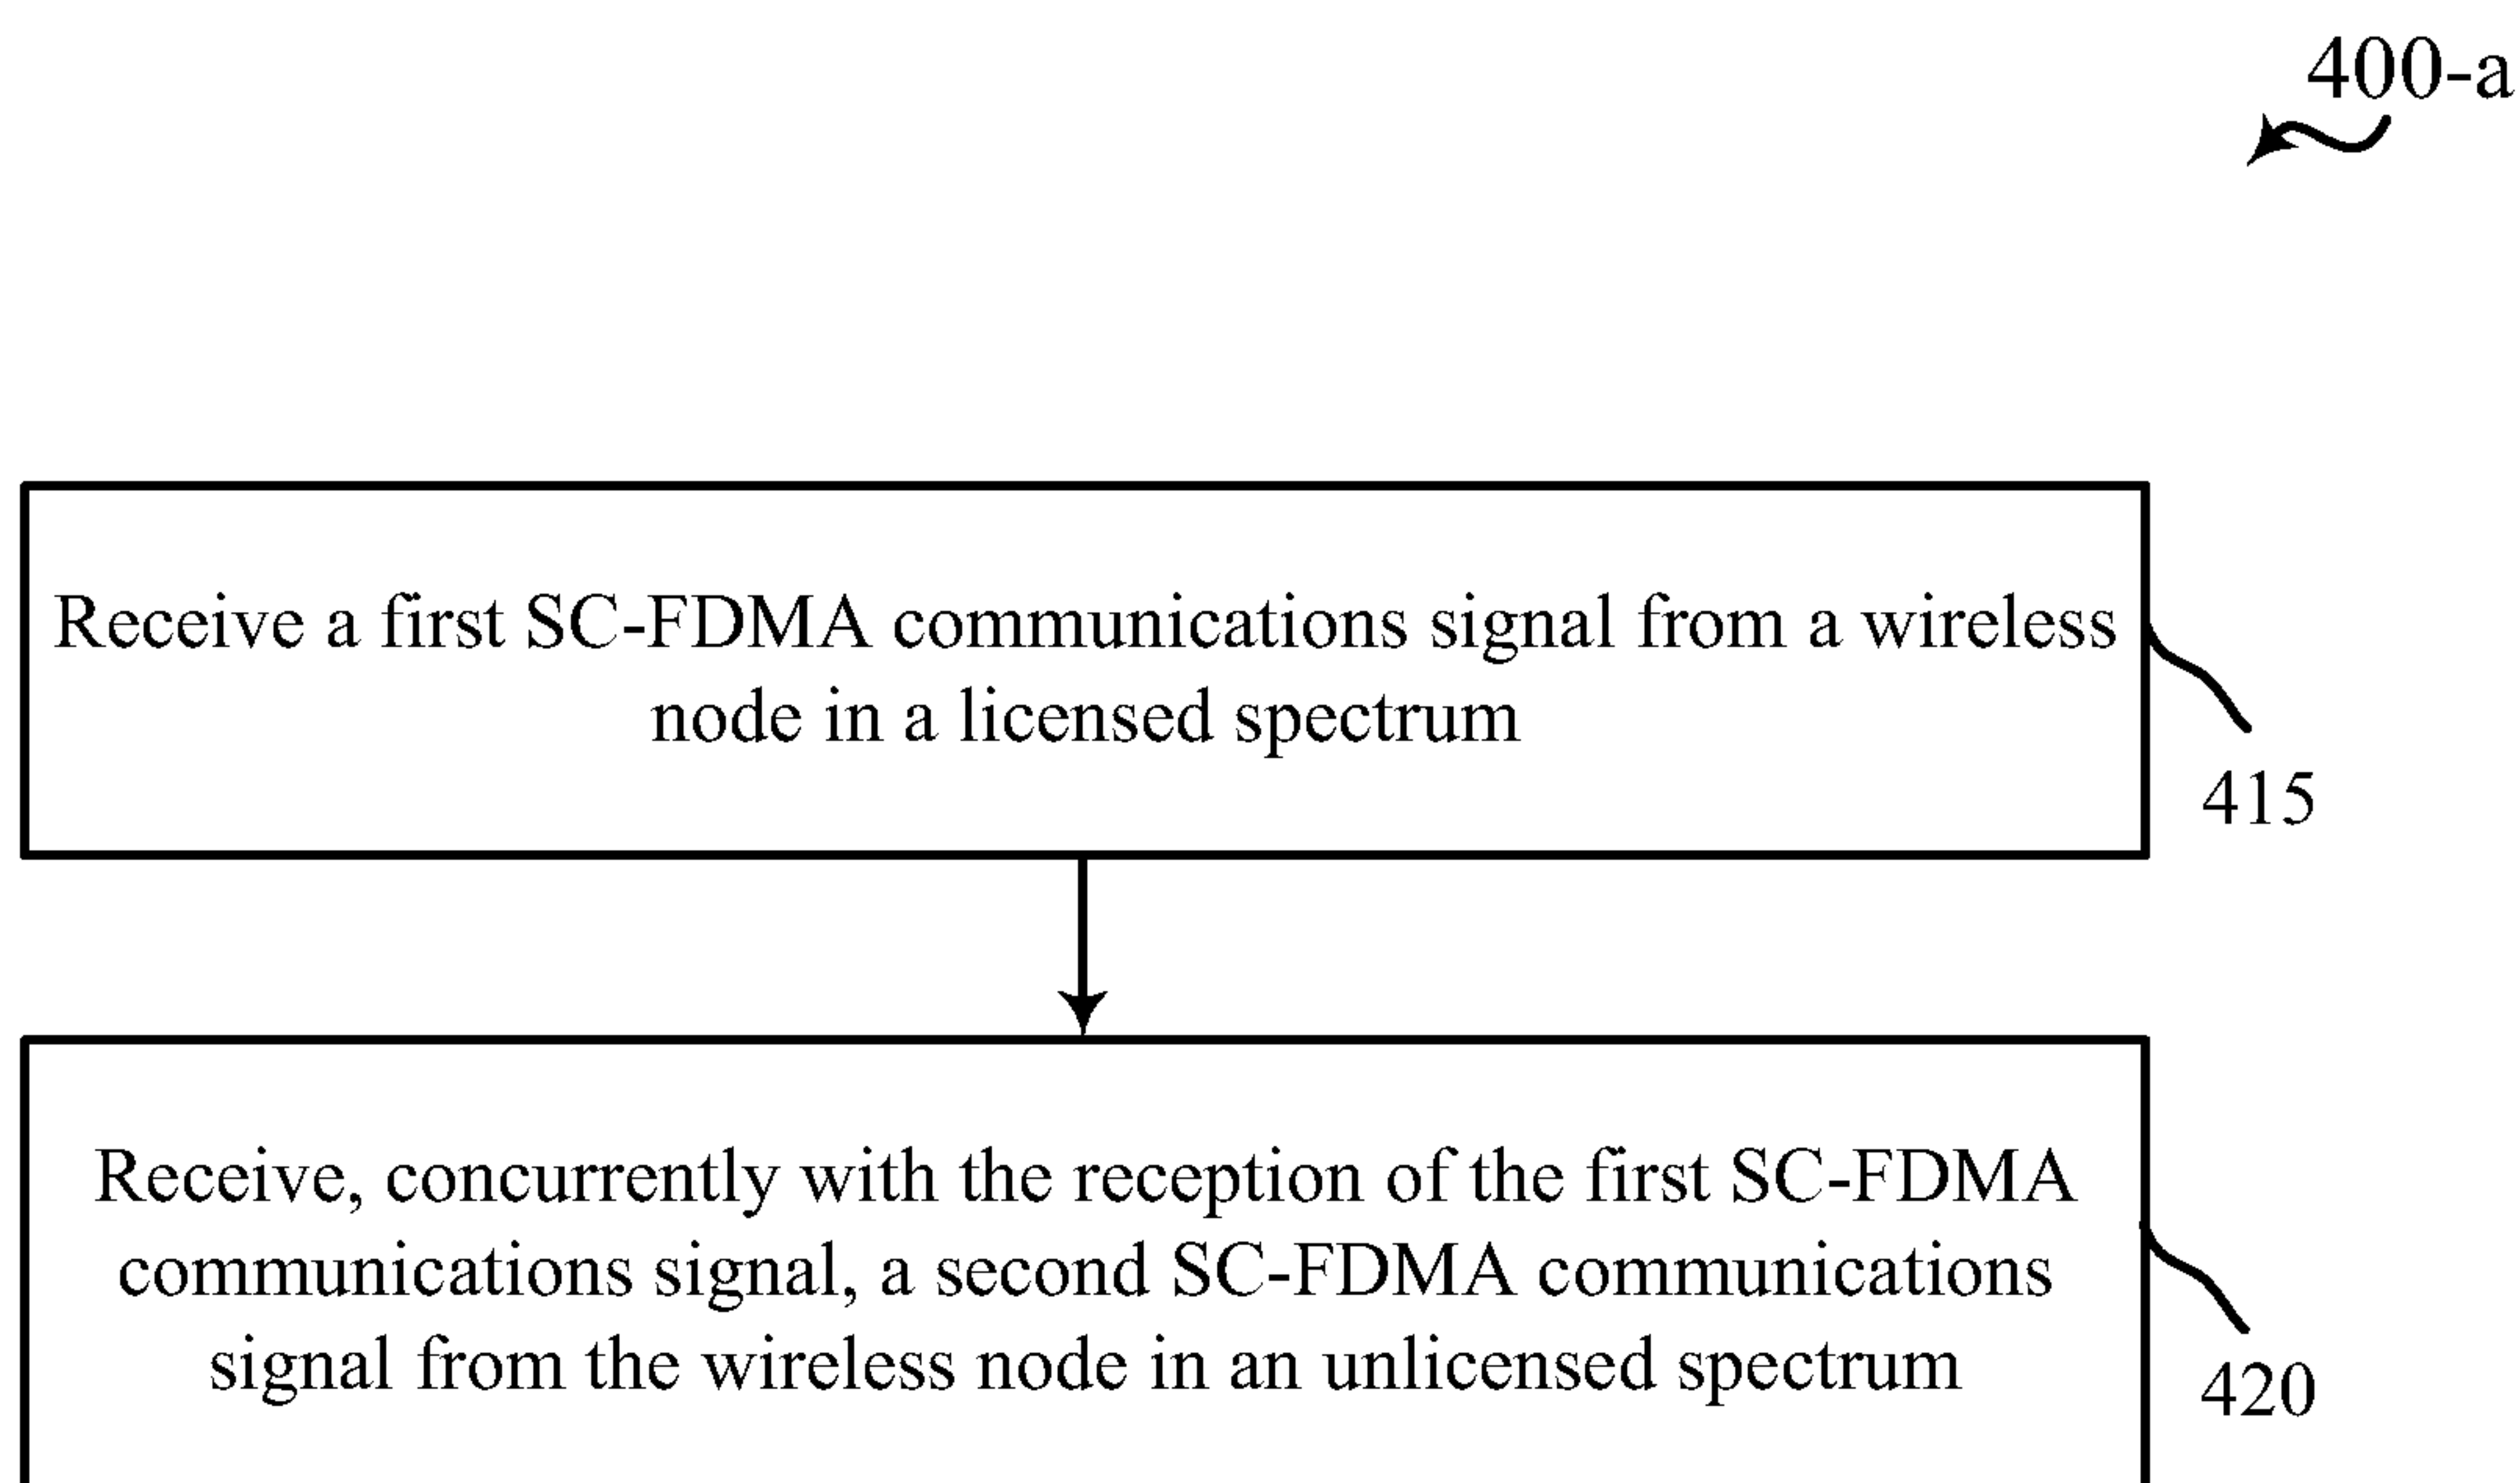 400-a
Receive a first SC-FDMA communications signal from a wireless
node in a licensed spectrum
415
Receive, concurrently with the reception of the first SC-FDMA
communications signal, a second SC-FDMA communications
signal from the wireless node in an unlicensed spectrum
420